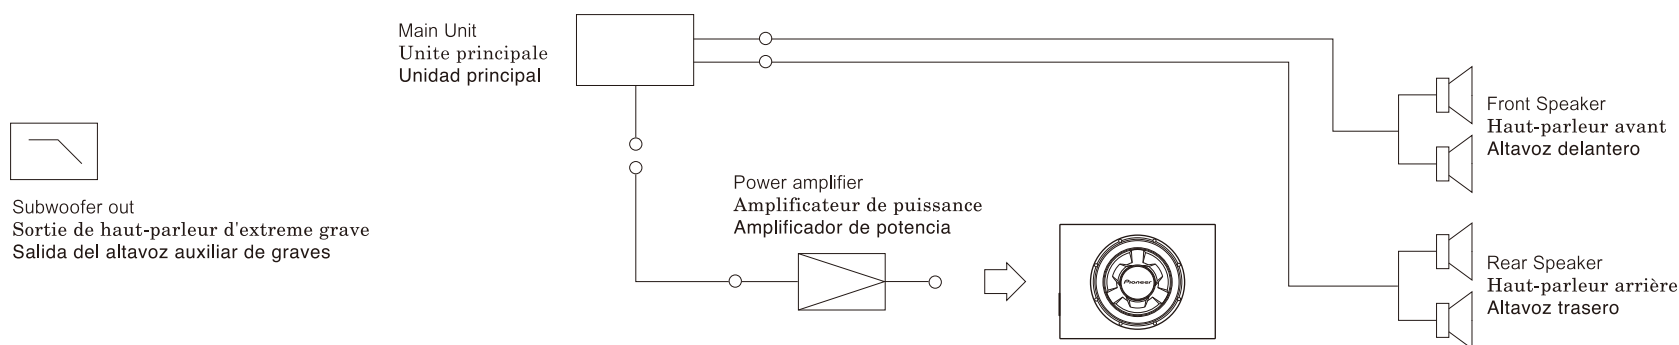 Main Unit
Unite principale
Unidad principal
Subwoofer out
Sortie de haut-parleur d'extreme grave
Salida del altavoz auxiliar de graves
Power amplifier
Amplificateur de puissance
Amplificador de potencia
Pioneer
Front Speaker
Haut-parleur avant
Altavoz delantero
Rear Speaker
Haut-parleur arrière
Altavoz trasero